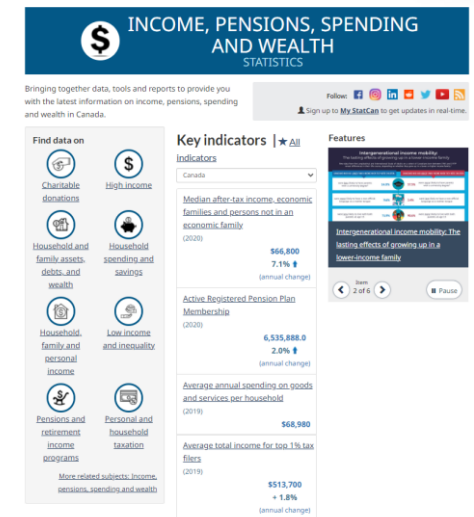 INCOME, PENSIONS, SPENDING
AND WEALTH
STATISTICS
Bringing together data, tools and reports to provide you
with the latest information on income, pensions, spending
and wealth in Canada.
Follow:
Sign up to My StatCan to get updates in real-time.
Find data on
Charitable
donations
High income
Household and
family assets,
debts, and
wealth
Household
spending and
savings
Household,
family and
personal
income
Low income
and inequality
Pensions and
retirement
income
programs
Personal and
household
taxation
More related subjects: Income,
pensions, spending and wealth
Key indicators | ★ All
indicators
Canada
Median after-tax income, economic
families and persons not in an
economic family
(2020)
$66,800
7.1% ⬆
(annual change)
Active Registered Pension Plan
Membership
(2020)
6,535,888.0
2.0% ⬆
(annual change)
Average annual spending on goods
and services per household
(2019)
$68,980
Average total income for top 1% tax
filers
(2019)
$513,700
+ 1.8%
(annual change)
Features
Intergenerational income mobility
Intergenerational income mobility: The
lasting effects of growing up in a
lower-income family
Item
2 of 6
Pause